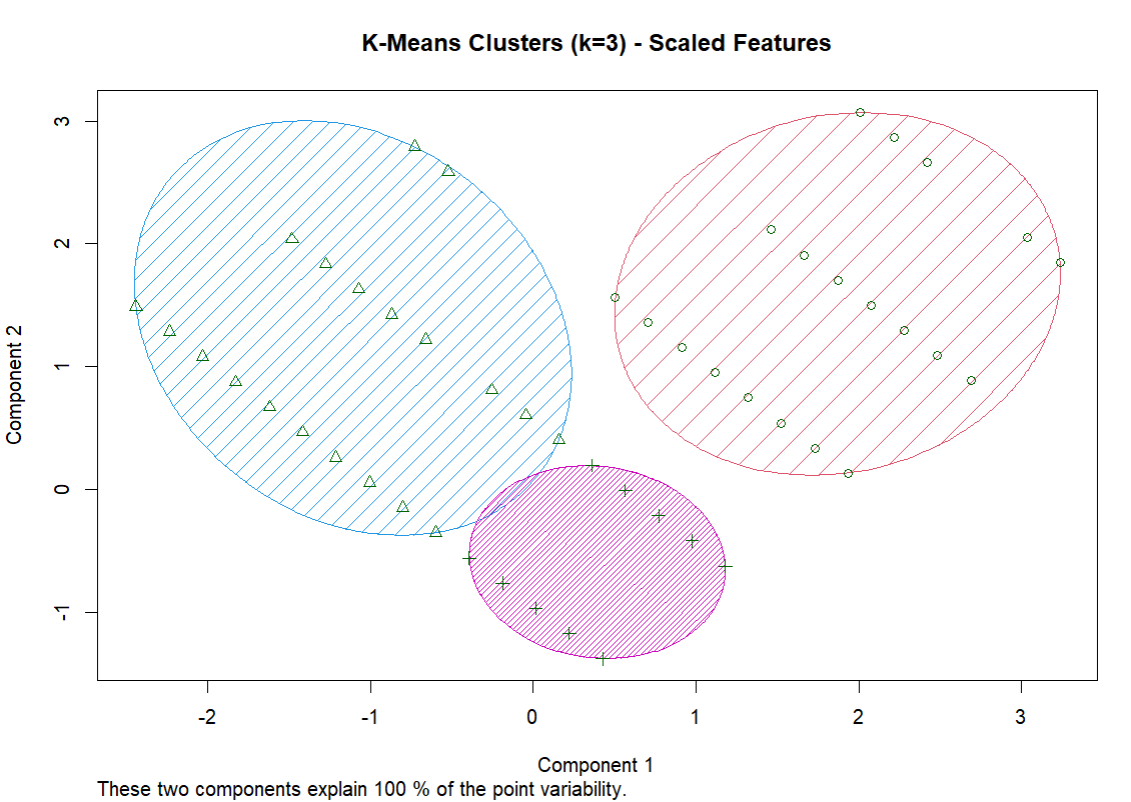 K-Means Clusters (k=3) - Scaled Features
3
2
1
0
-1
Component 2
-2 -1 0 1 2 3
Component 1
These two components explain 100 % of the point variability.